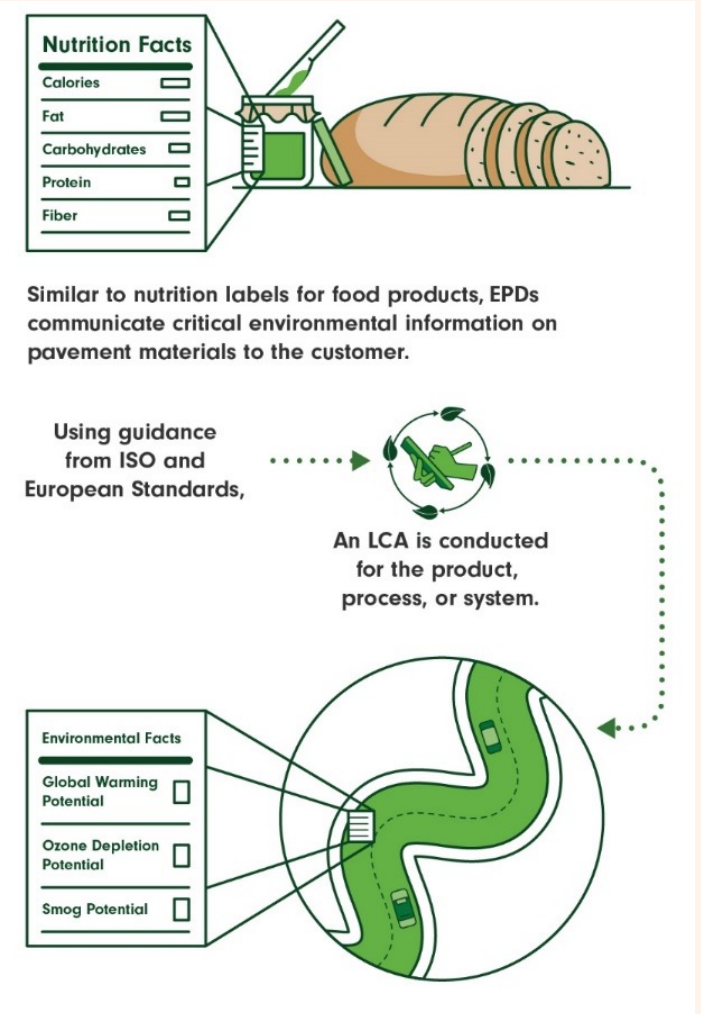 Nutrition Facts
Calories
Fat
Carbohydrates
Protein
Fiber
Similar to nutrition labels for food products, EPDs
communicate critical environmental information on
pavement materials to the customer.
Using guidance
from ISO and
European Standards,
An LCA is conducted
for the product,
process, or system.
Environmental Facts
Global Warming
Potential
Ozone Depletion
Potential
Smog Potential